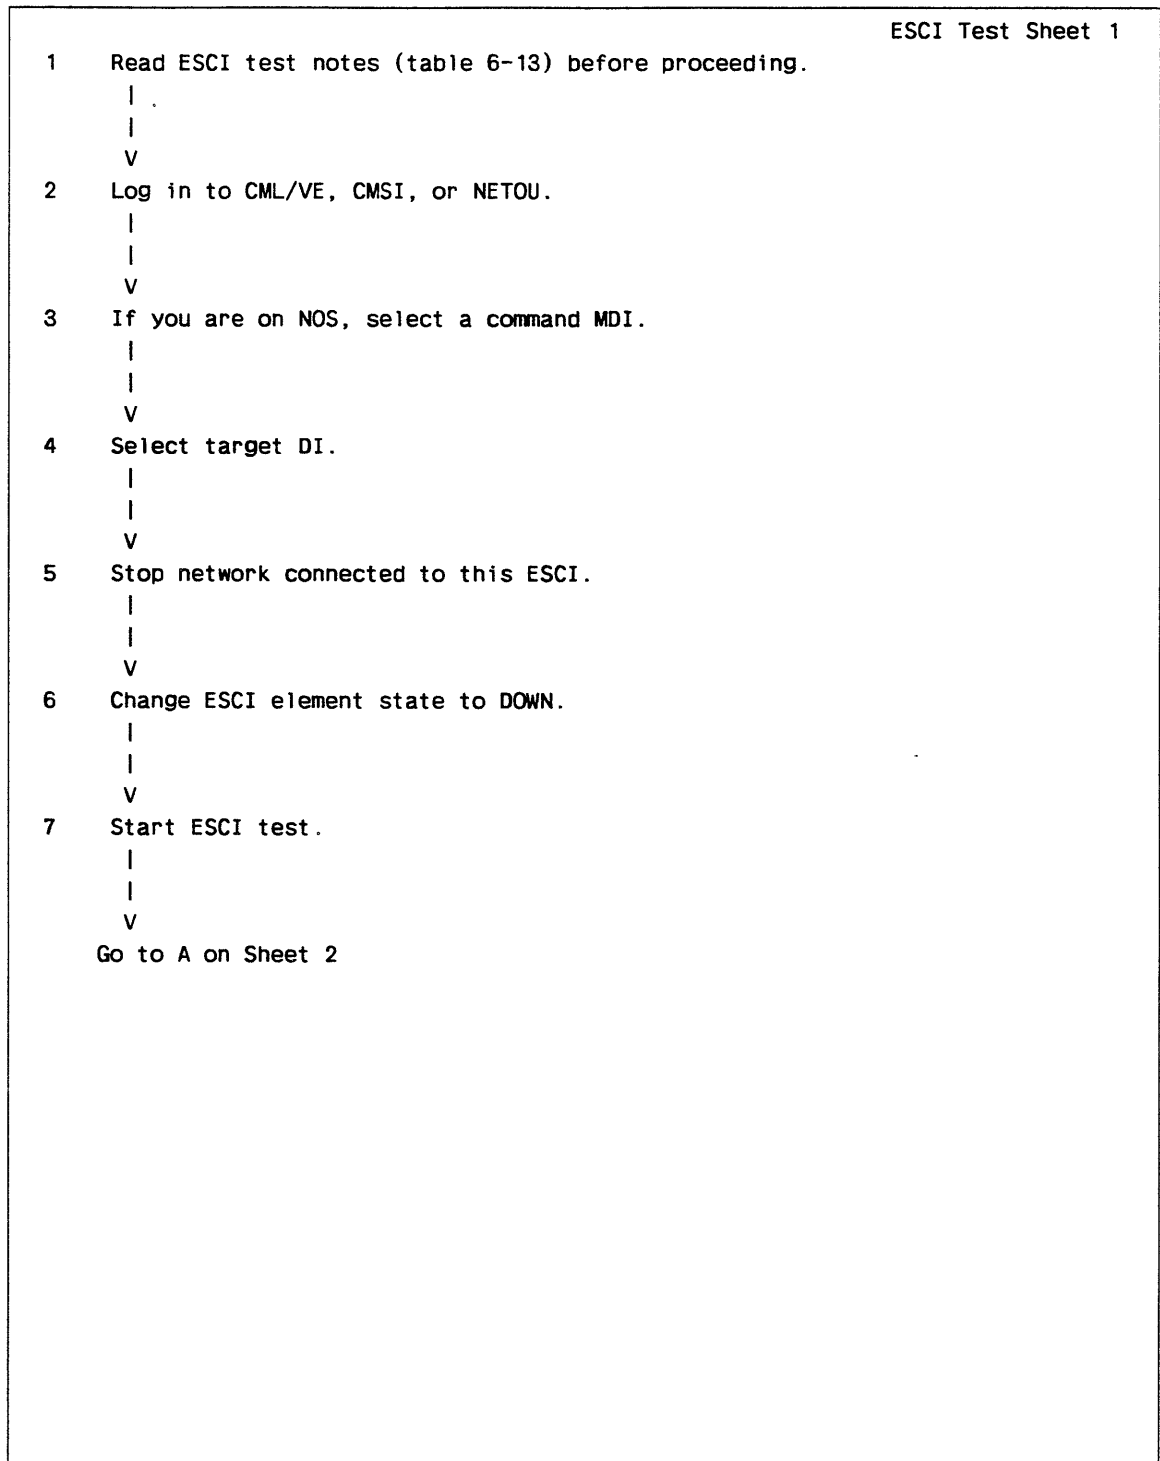 ESCI Test Sheet 1
1 Read ESCI test notes (table 6-13) before proceeding.
|
|
V
2 Log in to CML/VE, CMSI, or NETOU.
|
|
V
3 If you are on NOS, select a command MDI.
|
|
V
4 Select target DI.
|
|
V
5 Stop network connected to this ESCI.
|
|
V
6 Change ESCI element state to DOWN.
|
|
V
7 Start ESCI test.
|
|
V
Go to A on Sheet 2